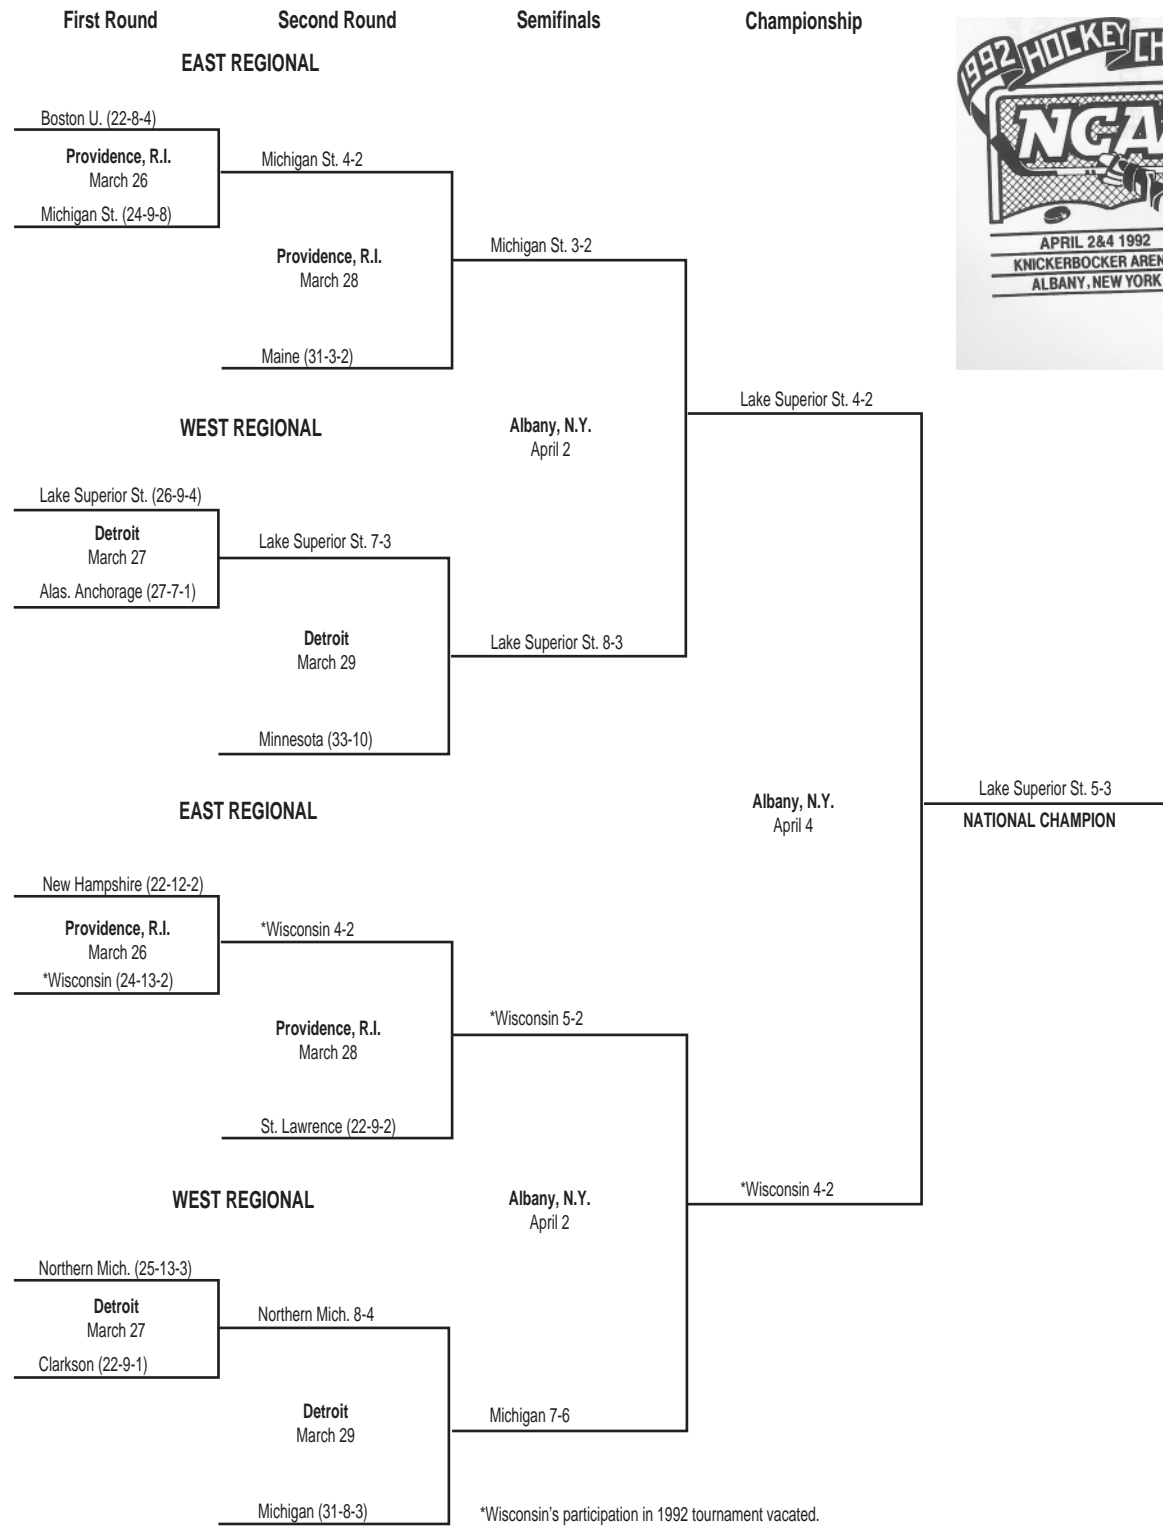 First Round
Second Round
Semifinals
Championship
1992 HOCKEY CH
NCA
APRIL 2&4 1992
KNICKERBOCKER AREN
ALBANY, NEW YORK
EAST REGIONAL
Boston U. (22-8-4)
Providence, R.I.
March 26
Michigan St. (24-9-8)
Michigan St. 4-2
Providence, R.I.
March 28
Maine (31-3-2)
Michigan St. 3-2
WEST REGIONAL
Albany, N.Y.
April 2
Lake Superior St. 4-2
Lake Superior St. (26-9-4)
Detroit
March 27
Alas. Anchorage (27-7-1)
Lake Superior St. 7-3
Detroit
March 29
Minnesota (33-10)
Lake Superior St. 8-3
EAST REGIONAL
Albany, N.Y.
April 4
Lake Superior St. 5-3
NATIONAL CHAMPION
New Hampshire (22-12-2)
Providence, R.I.
March 26
*Wisconsin (24-13-2)
*Wisconsin 4-2
Providence, R.I.
March 28
St. Lawrence (22-9-2)
*Wisconsin 5-2
WEST REGIONAL
Albany, N.Y.
April 2
*Wisconsin 4-2
Northern Mich. (25-13-3)
Detroit
March 27
Clarkson (22-9-1)
Northern Mich. 8-4
Detroit
March 29
Michigan (31-8-3)
Michigan 7-6
*Wisconsin's participation in 1992 tournament vacated.